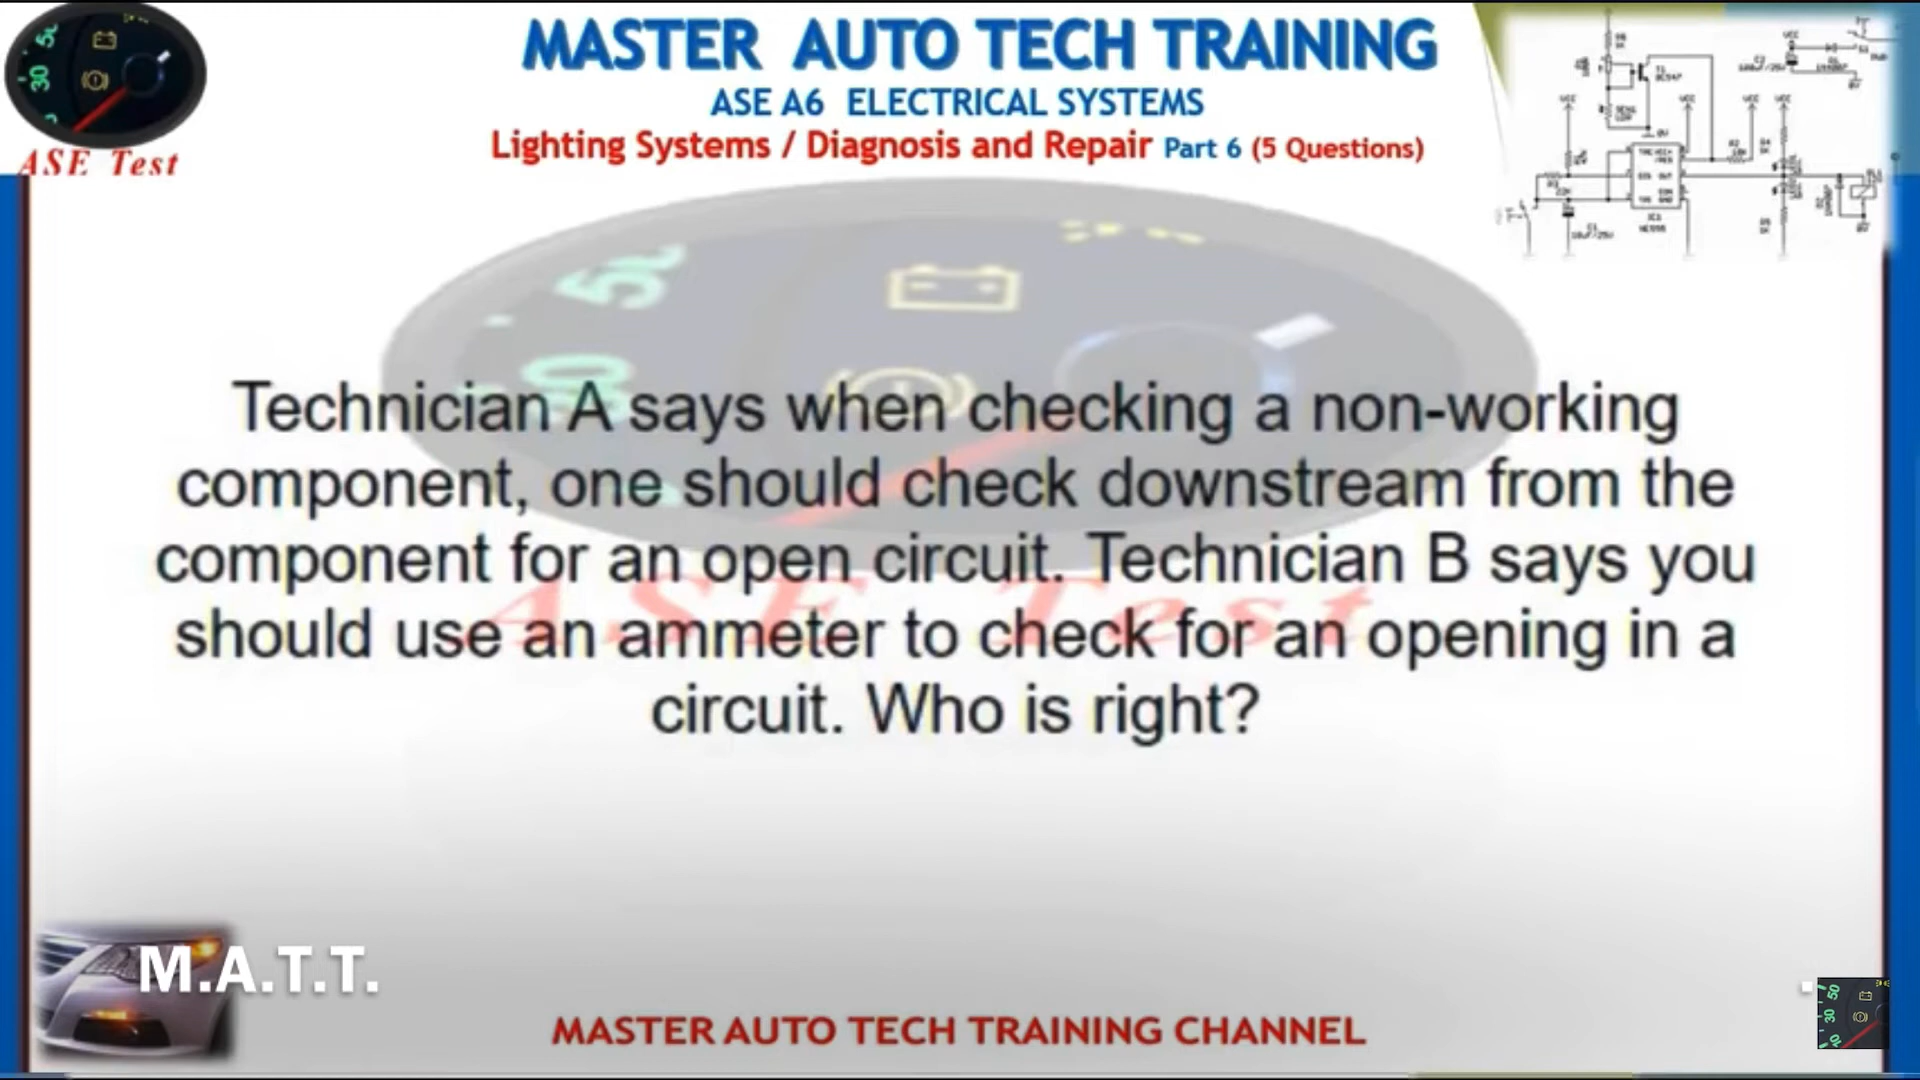 MASTER AUTO TECH TRAINING
ASE A6 ELECTRICAL SYSTEMS
Lighting Systems / Diagnosis and Repair Part 6 (5 Questions)
ASE Test
Technician A says when checking a non-working
component, one should check downstream from the
component for an open circuit. Technician B says you
should use an ammeter to check for an opening in a
circuit. Who is right?
ASE Test
M.A.T.T.
MASTER AUTO TECH TRAINING CHANNEL